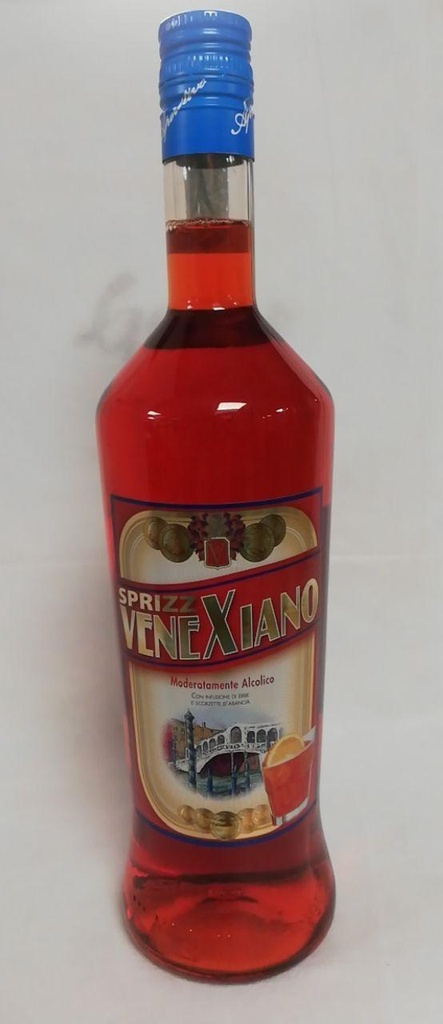 SPRIZZ
VENEXIANO
Moderatamente Alcolico
CON INFUSIONE DI ERBE
E SCORZETTE D'ARANCIA